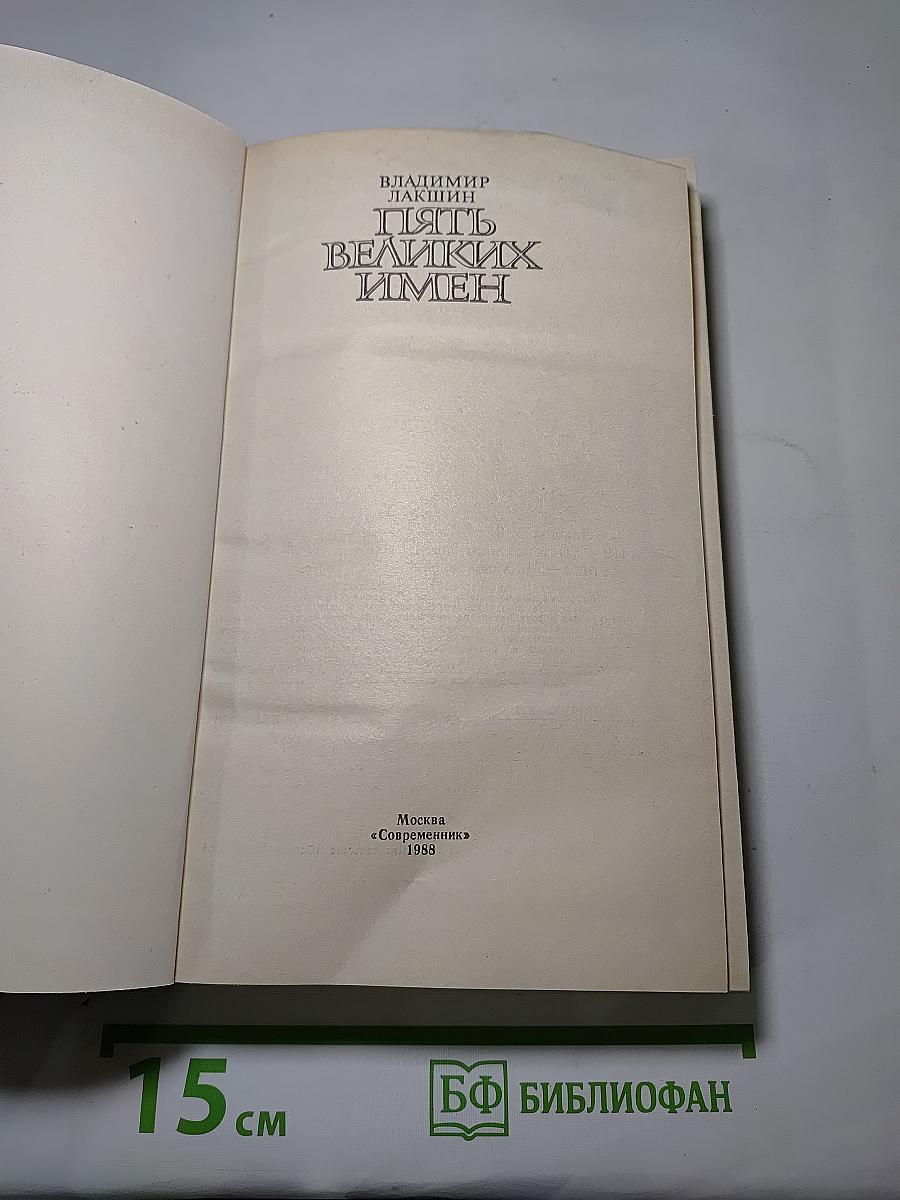 ВЛАДИМИР
ЛАКШИН
ПЯТЬ
ВЕЛИКИХ
ИМЕН
Москва
«Современник»
1988
15 см
БФ БИБЛИОФАН